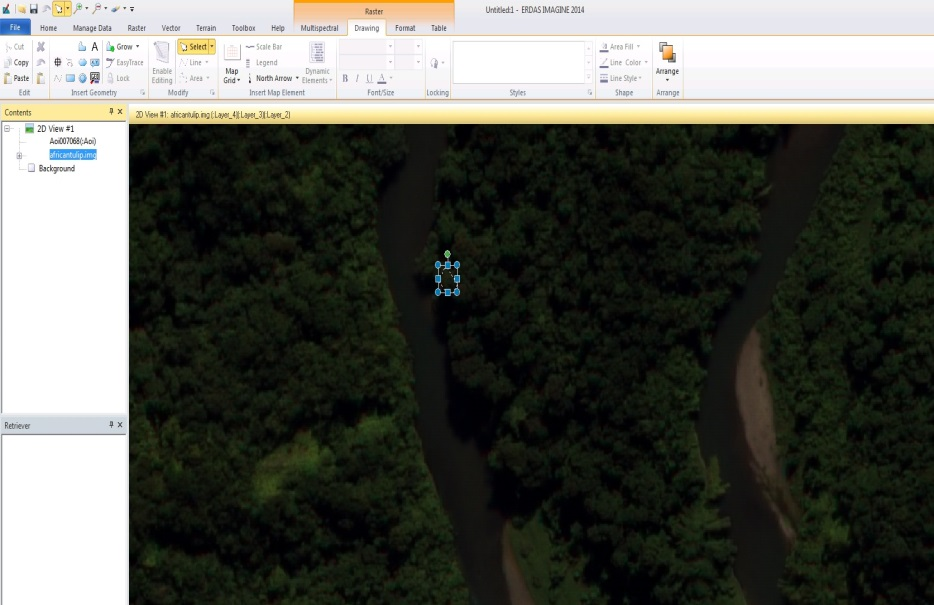 Raster
Untitled:1 - ERDAS IMAGINE 2014
File Home Manage Data Raster Vector Terrain Toolbox Help Multispectral Drawing Format Table
Cut A Grow Select Scale Bar Area Fill
Copy EasyTrace Enable Editing Line Map Grid Legend Dynamic Elements Line Color Arrange
Paste Lock Area North Arrow B I U A Line Style
Edit Insert Geometry Modify Insert Map Element Font/Size Locking Styles Shape Arrange
Contents
2D View #1: africantulip.img (:Layer_4)(:Layer_3)(:Layer_2)
2D View #1
Aoi007068(:Aoi)
africantulip.img
Background
Retriever